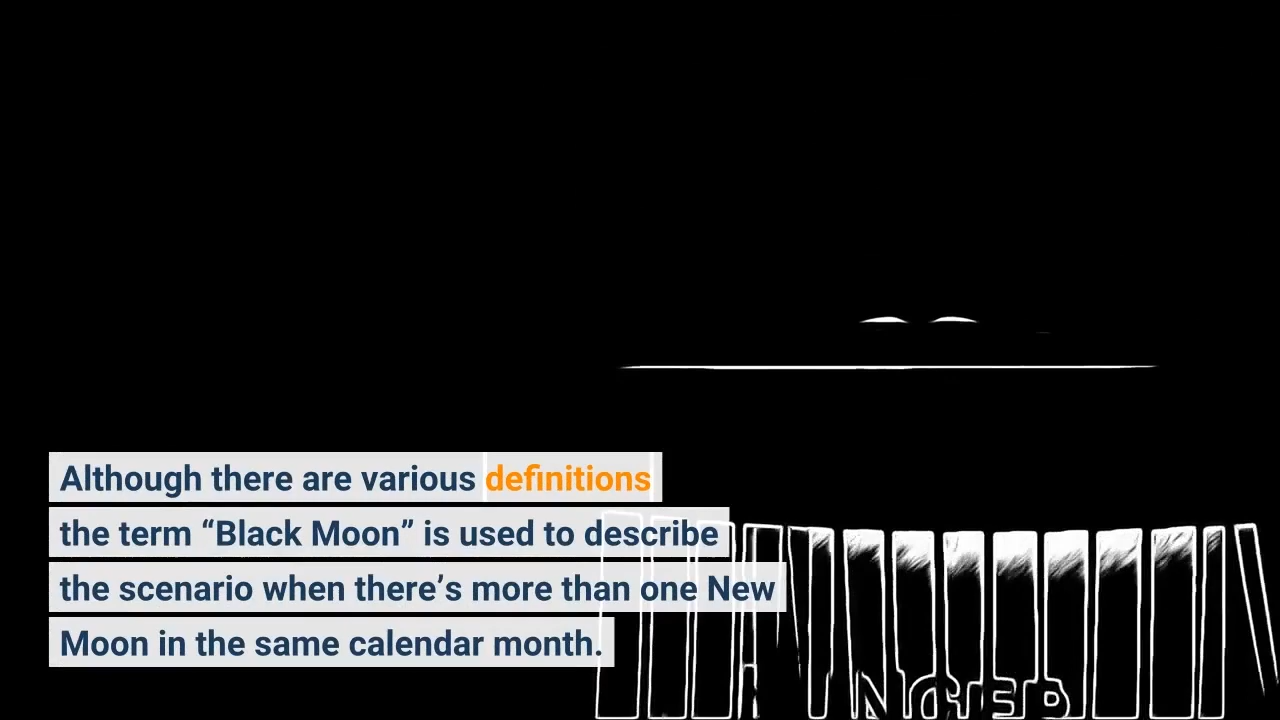 Although there are various definitions
the term “Black Moon” is used to describe
the scenario when there’s more than one New
Moon in the same calendar month.